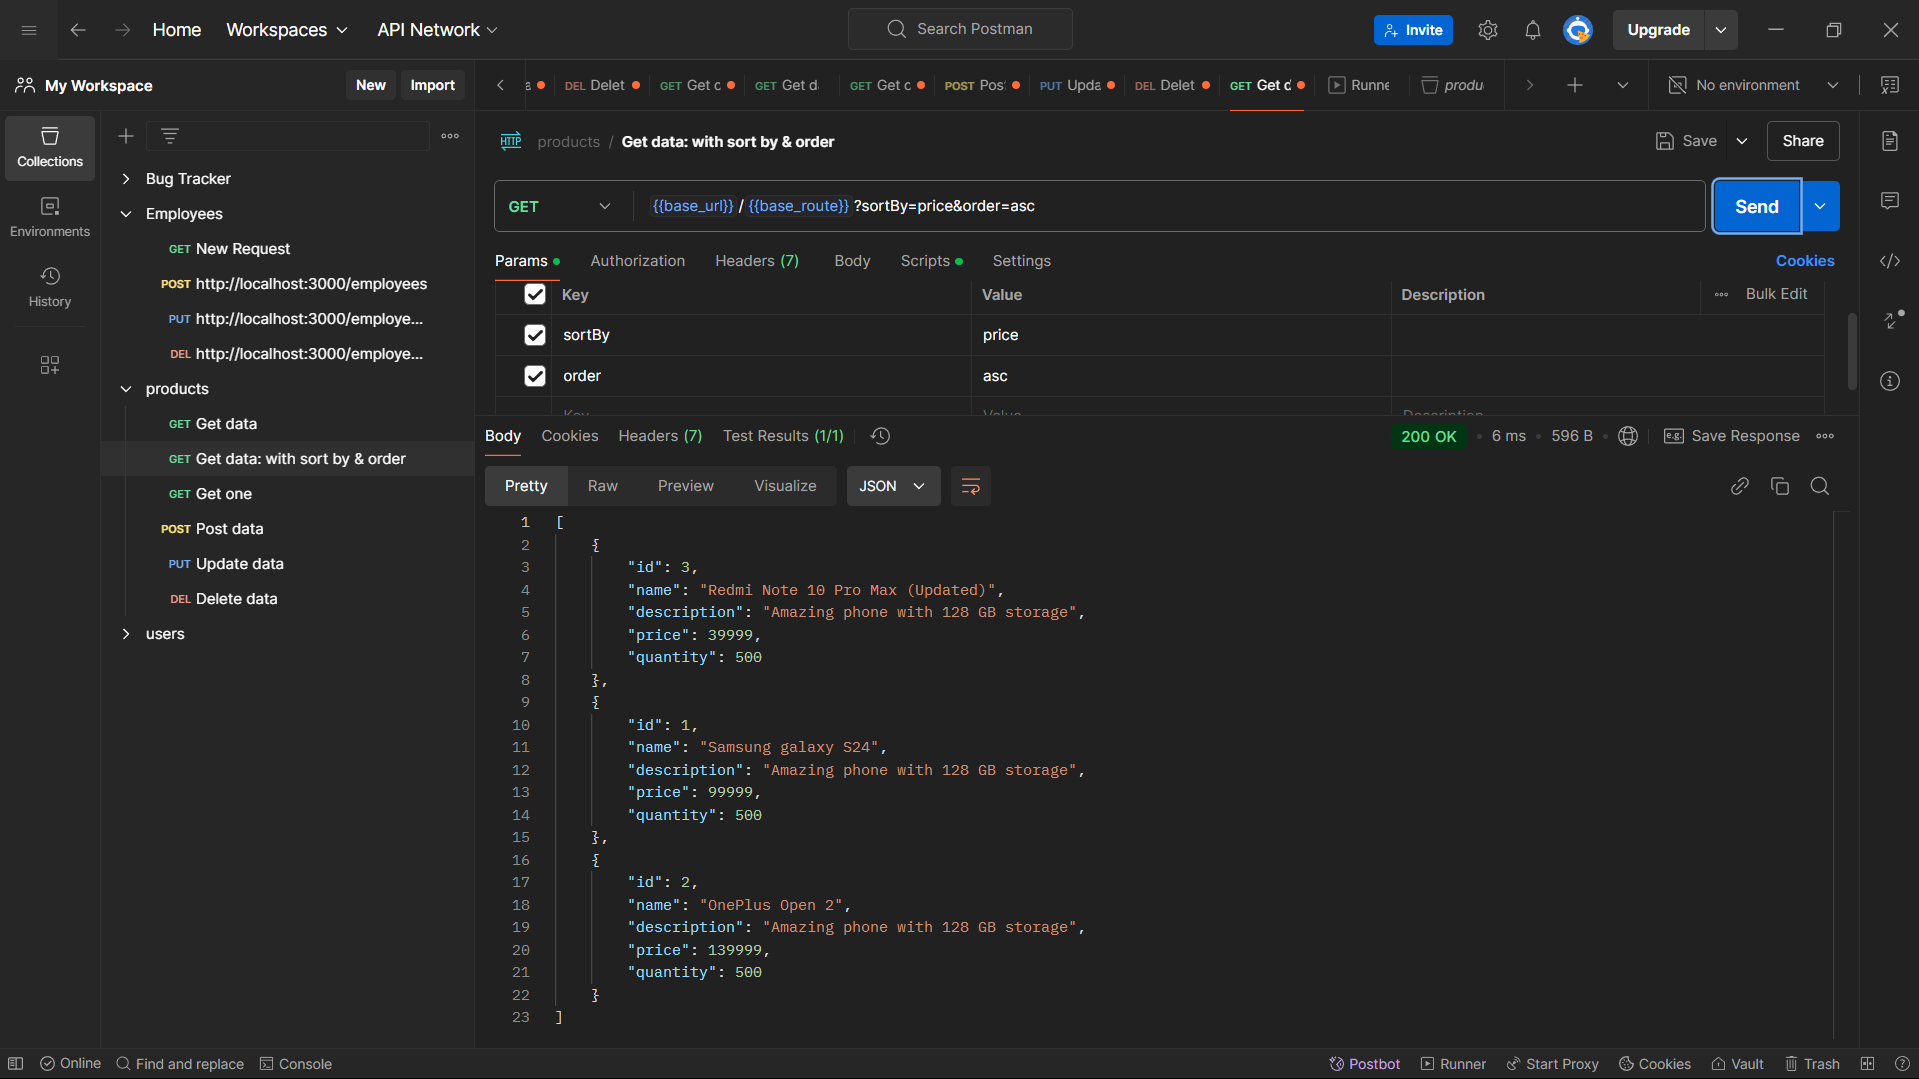 Home Workspaces API Network Search Postman Invite Upgrade
My Workspace New Import
DEL Delet GET Get c GET Get d GET Get c POST Pos PUT Upda DEL Delet GET Get d Runne produ No environment
Collections
Environments
History
Bug Tracker
Employees
GET New Request
POST http://localhost:3000/employees
PUT http://localhost:3000/employe...
DEL http://localhost:3000/employe...
products
GET Get data
GET Get data: with sort by & order
GET Get one
POST Post data
PUT Update data
DEL Delete data
users
HTTP products / Get data: with sort by & order Save Share
GET {{base_url}} / {{base_route}} ?sortBy=price&order=asc Send
Params Authorization Headers (7) Body Scripts Settings Cookies
Key Value Description Bulk Edit
sortBy price
order asc
Key Value Description
Body Cookies Headers (7) Test Results (1/1) 200 OK 6 ms 596 B e.g. Save Response
Pretty Raw Preview Visualize JSON
1 [
2 {
3 "id": 3,
4 "name": "Redmi Note 10 Pro Max (Updated)",
5 "description": "Amazing phone with 128 GB storage",
6 "price": 39999,
7 "quantity": 500
8 },
9 {
10 "id": 1,
11 "name": "Samsung galaxy S24",
12 "description": "Amazing phone with 128 GB storage",
13 "price": 99999,
14 "quantity": 500
15 },
16 {
17 "id": 2,
18 "name": "OnePlus Open 2",
19 "description": "Amazing phone with 128 GB storage",
20 "price": 139999,
21 "quantity": 500
22 }
23 ]
Online Find and replace Console Postbot Runner Start Proxy Cookies Vault Trash